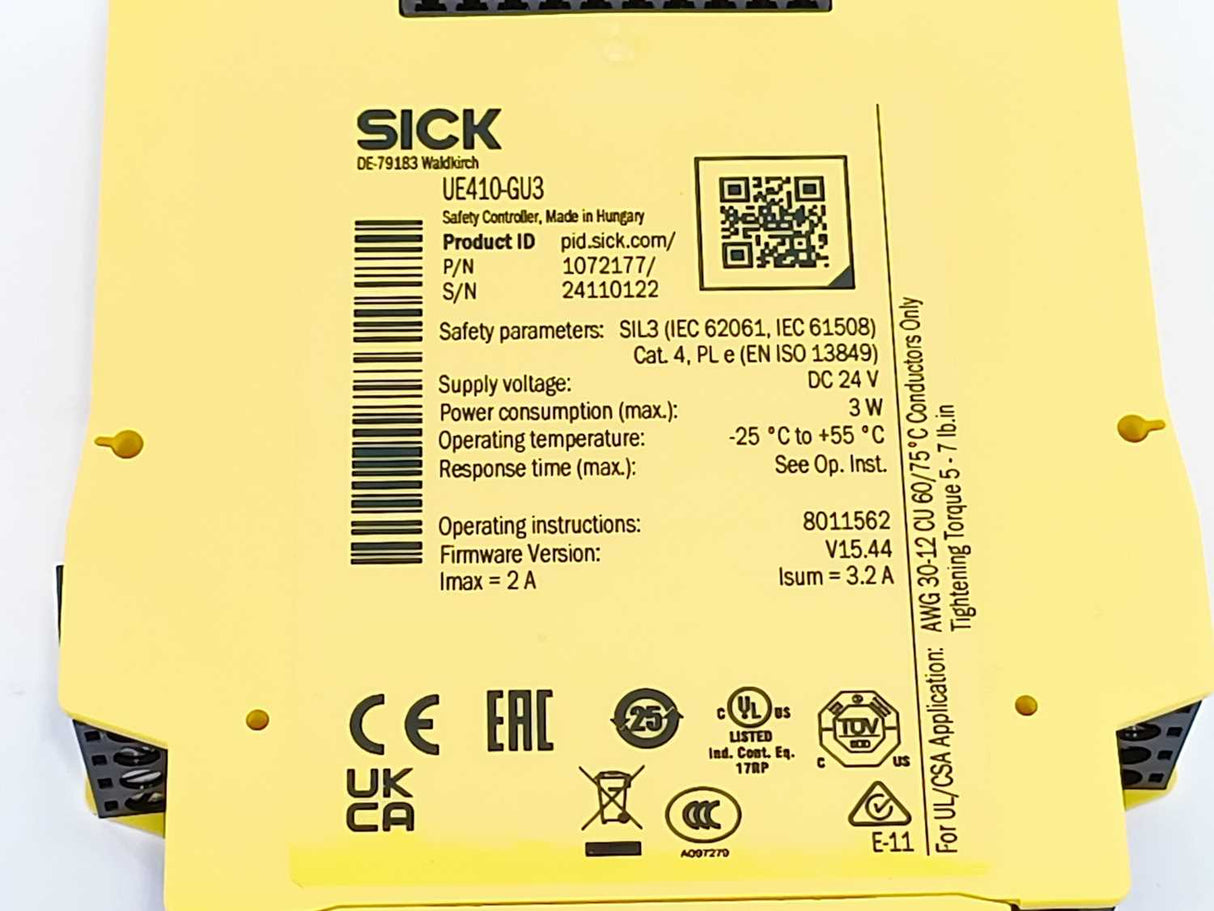 SICK
DE-79183 Waldkirch
UE410-GU3
Safety Controller, Made in Hungary
Product ID pid.sick.com/
P/N 1072177/
S/N 24110122
Safety parameters: SIL3 (IEC 62061, IEC 61508)
Cat. 4, PL e (EN ISO 13849)
Supply voltage: DC 24 V
Power consumption (max.): 3 W
Operating temperature: -25 °C to +55 °C
Response time (max.): See Op. Inst.
Operating instructions: 8011562
Firmware Version: V15.44
Imax = 2 A Isum = 3.2 A
For UL/CSA Application: AWG 30-12 CU 60/75°C Conductors Only
Tightening Torque 5 - 7 lb.in
CE EAC 25 c UL us
LISTED
Ind. Cont. Eq.
17RP
TÜV
c us
UK
CA
CCC
A097270
E-11